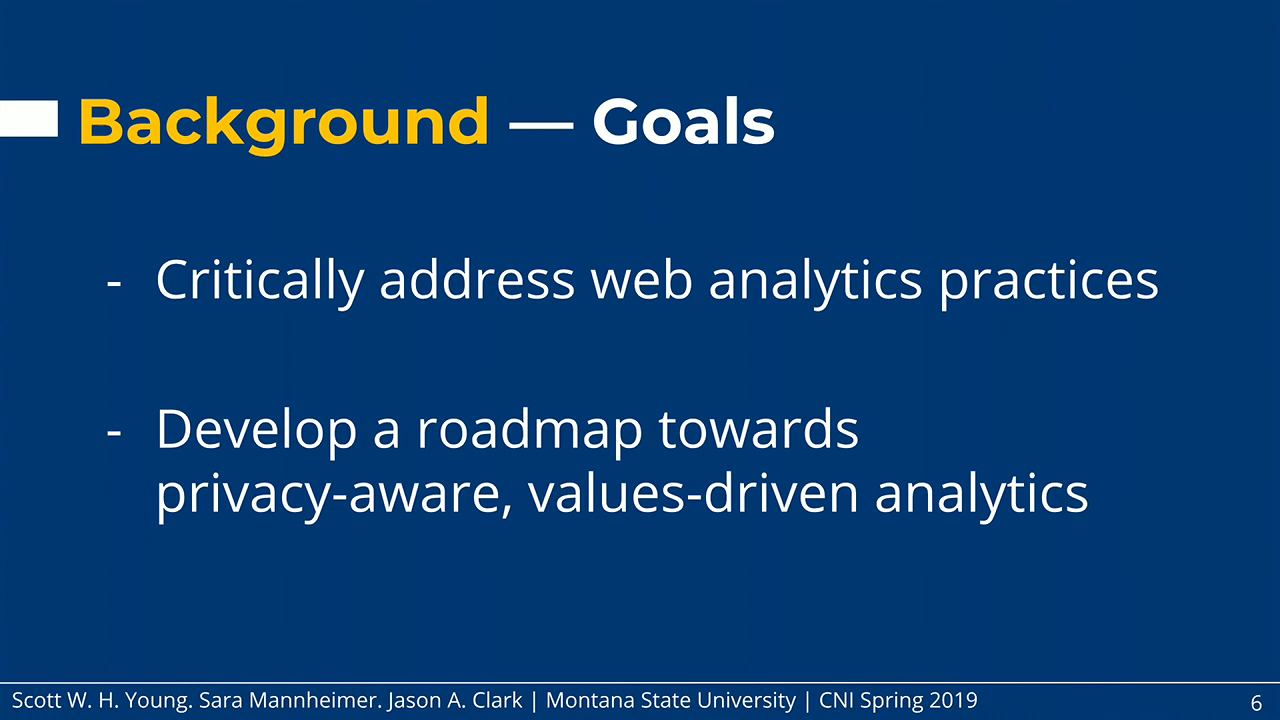 Background — Goals
- Critically address web analytics practices
- Develop a roadmap towards
privacy-aware, values-driven analytics
Scott W. H. Young. Sara Mannheimer. Jason A. Clark | Montana State University | CNI Spring 2019
6